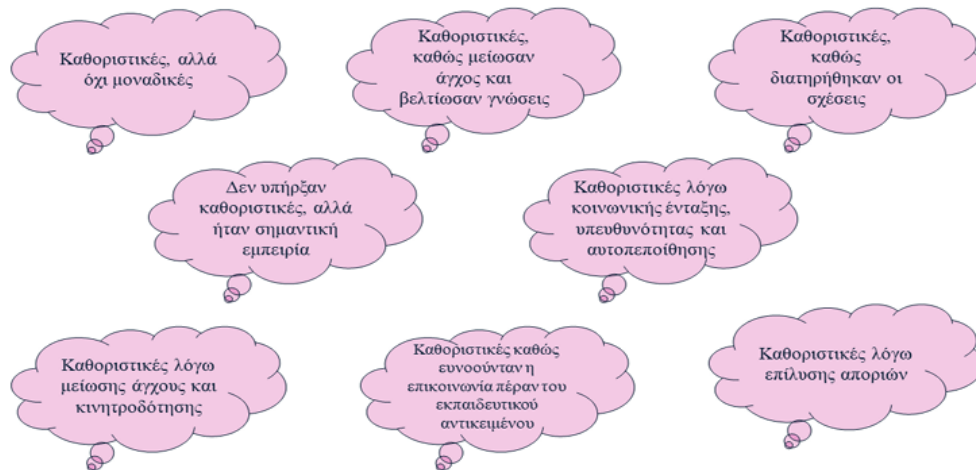 Καθοριστικές, αλλά
όχι μοναδικές
Καθοριστικές,
καθώς μείωσαν
άγχος και
βελτίωσαν γνώσεις
Καθοριστικές,
καθώς
διατηρήθηκαν οι
σχέσεις
Δεν υπήρξαν
καθοριστικές, αλλά
ήταν σημαντική
εμπειρία
Καθοριστικές λόγω
κοινωνικής ένταξης,
υπευθυνότητας και
αυτοπεποίθησης
Καθοριστικές λόγω
μείωσης άγχους και
κινητροδότησης
Καθοριστικές καθώς
ευνοούνταν η
επικοινωνία πέραν του
εκπαιδευτικού
αντικειμένου
Καθοριστικές λόγω
επίλυσης αποριών